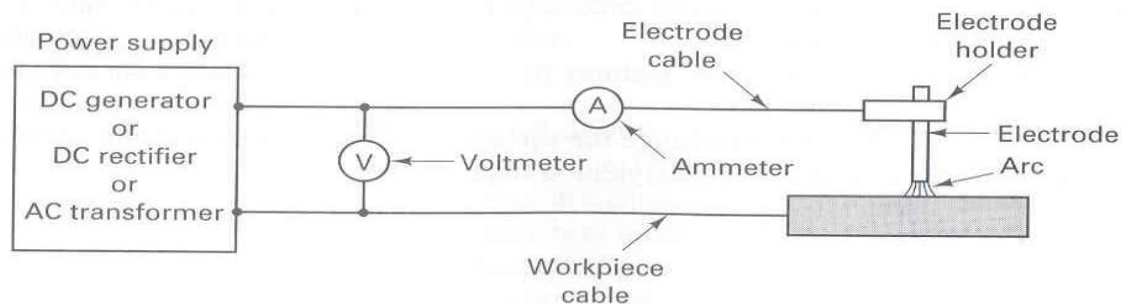 Power supply
DC generator
or
DC rectifier
or
AC transformer
V
Voltmeter
A
Ammeter
Electrode
cable
Electrode
holder
Electrode
Arc
Workpiece
cable